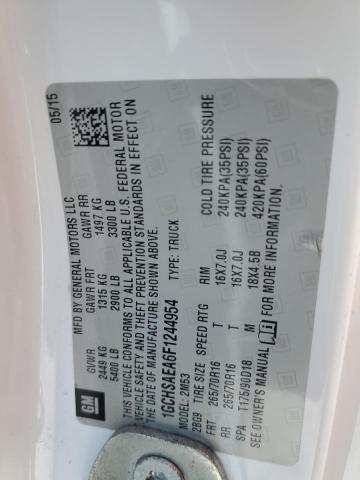 05/15
MFD BY GENERAL MOTORS LLC
GVWR GAWR FRT GAWR RR
2449 KG 1315 KG 1497 KG
5400 LB 2900 LB 3300 LB
GM
THIS VEHICLE CONFORMS TO ALL APPLICABLE U.S. FEDERAL MOTOR
VEHICLE SAFETY AND THEFT PREVENTION STANDARDS IN EFFECT ON
THE DATE OF MANUFACTURE SHOWN ABOVE.
1GCHSAEA6F1244954 TYPE: TRUCK
MODEL: 2M53
2BG9 TIRE SIZE SPEED RTG RIM COLD TIRE PRESSURE
FRT 265/70R16 T 16X7.0J 240KPA(35PSI)
RR 265/70R16 T 16X7.0J 240KPA(35PSI)
SPA T175/90D18 M 18X4.5B 420KPA(60PSI)
SEE OWNER'S MANUAL FOR MORE INFORMATION.